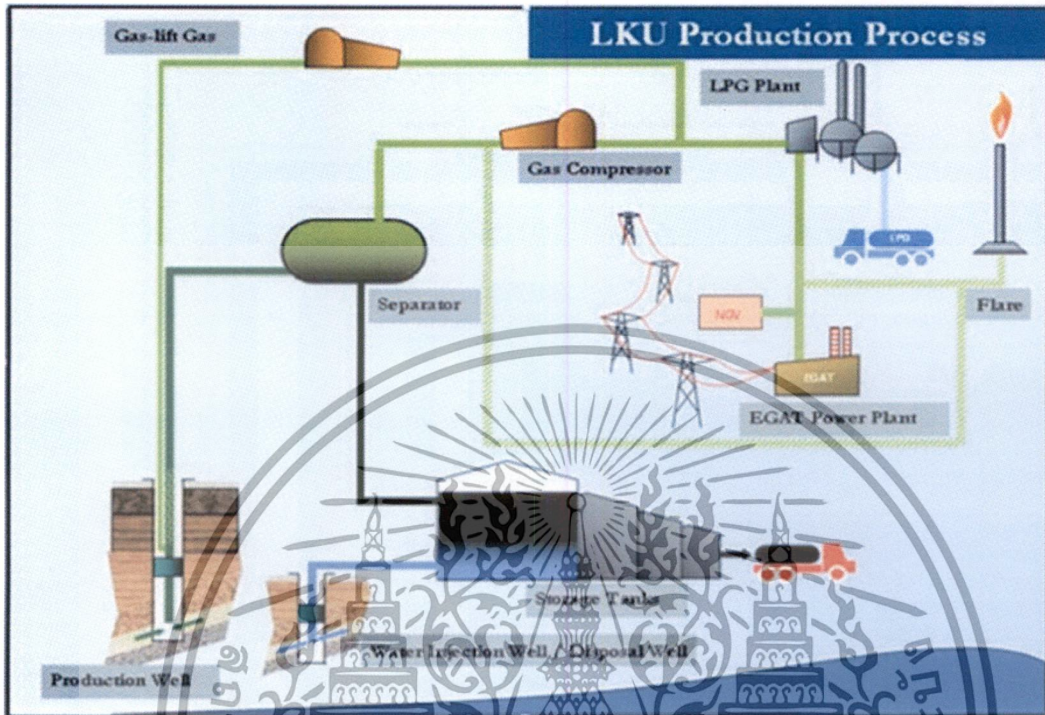 LKU Production Process
Gas-lift Gas
LPG Plant
Gas Compressor
LPG
Separator
NGV
Flare
EGAT
EGAT Power Plant
Storage Tanks
Water Injection Well / Disposal Well
Production Well